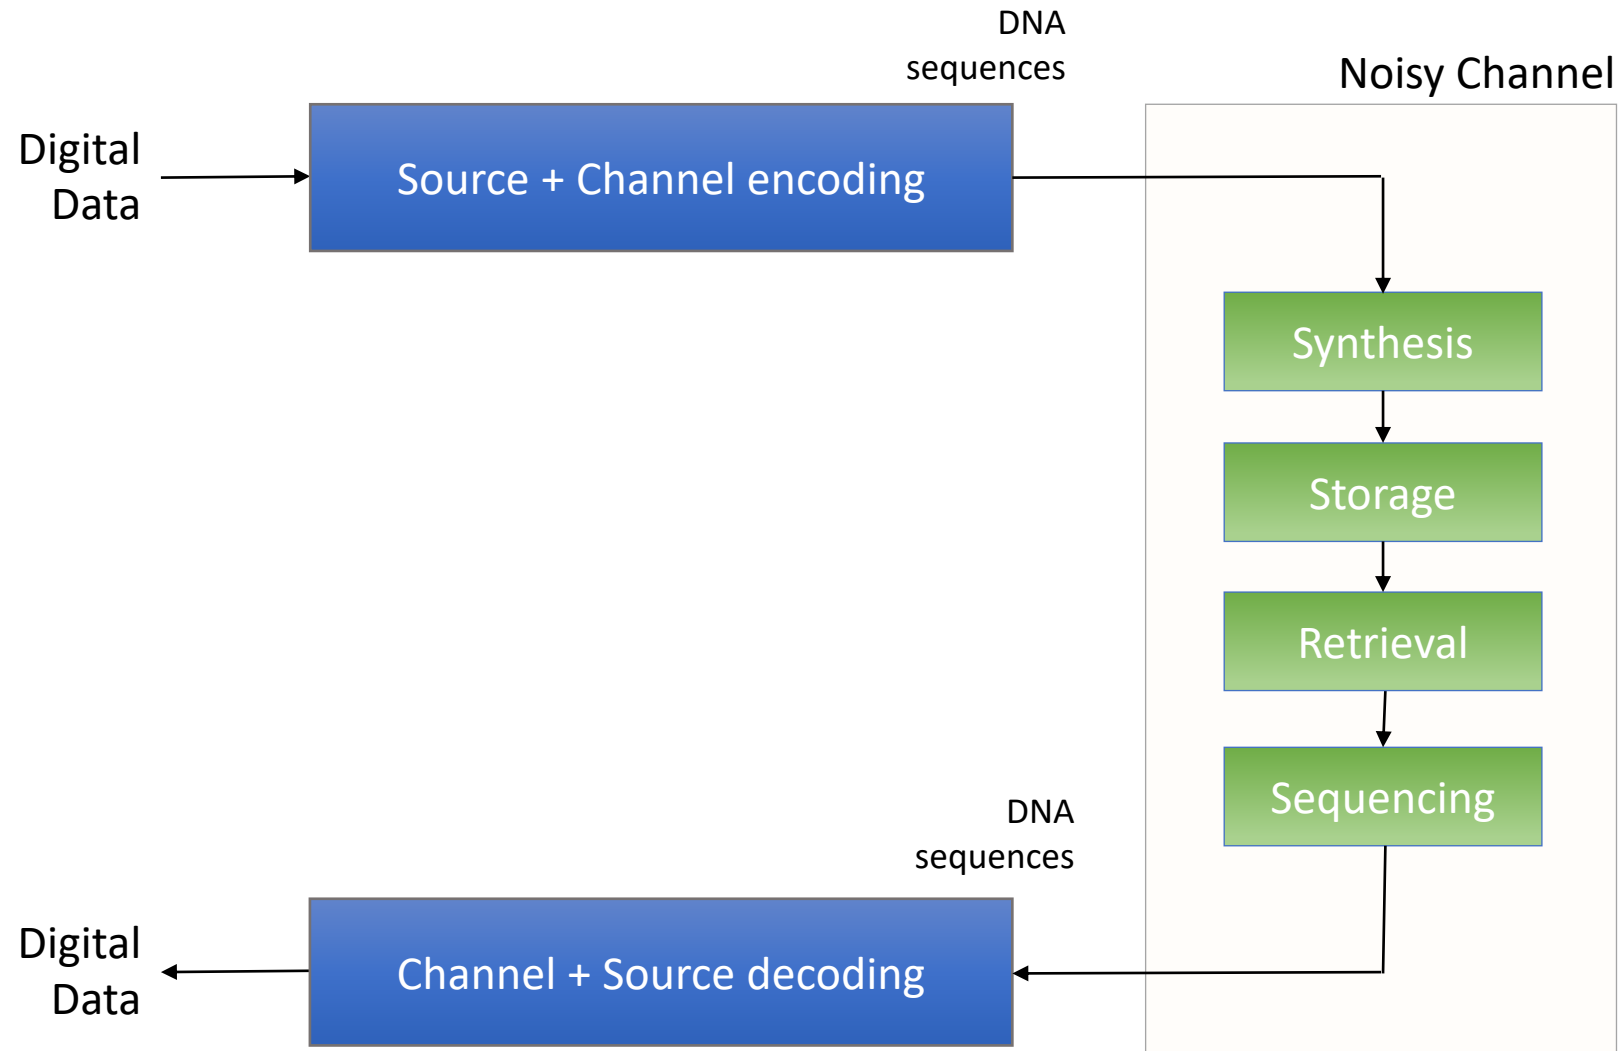 DNA
sequences
Noisy Channel
Digital
Data
Source + Channel encoding
Synthesis
Storage
Retrieval
Sequencing
DNA
sequences
Digital
Data
Channel + Source decoding